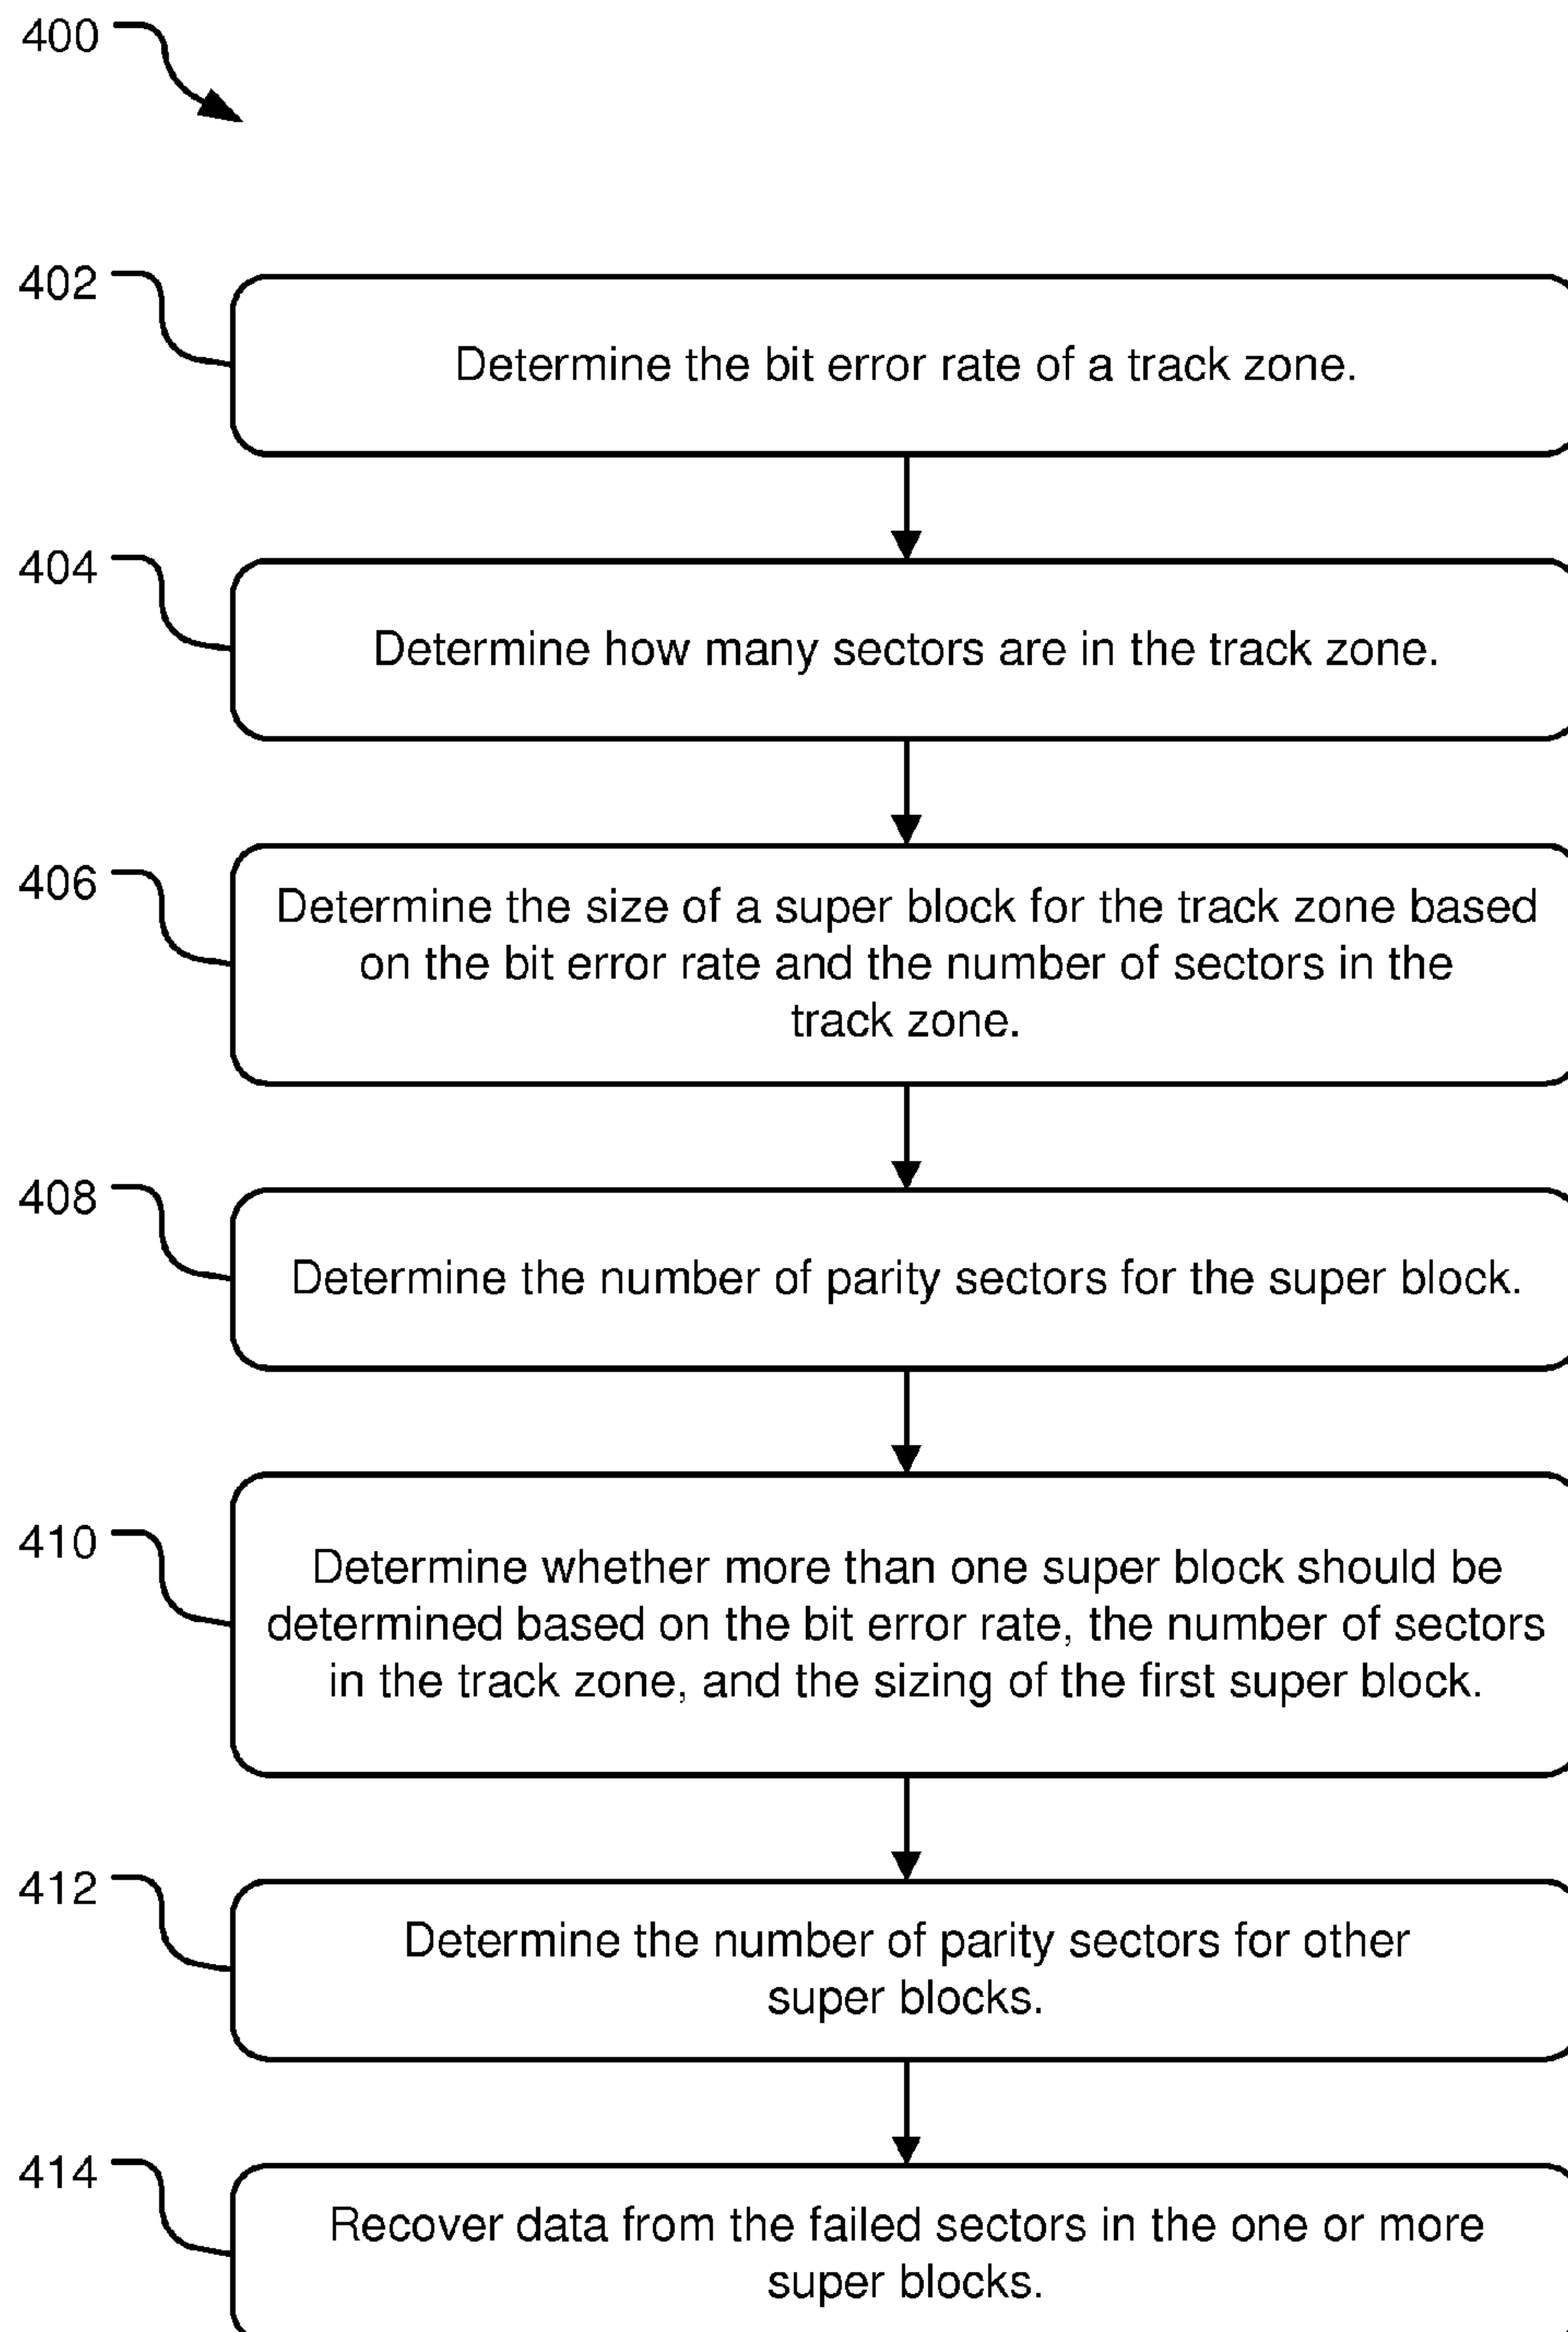 400
402
Determine the bit error rate of a track zone.
404
Determine how many sectors are in the track zone.
406
Determine the size of a super block for the track zone based
on the bit error rate and the number of sectors in the
track zone.
408
Determine the number of parity sectors for the super block.
410
Determine whether more than one super block should be
determined based on the bit error rate, the number of sectors
in the track zone, and the sizing of the first super block.
412
Determine the number of parity sectors for other
super blocks.
414
Recover data from the failed sectors in the one or more
super blocks.